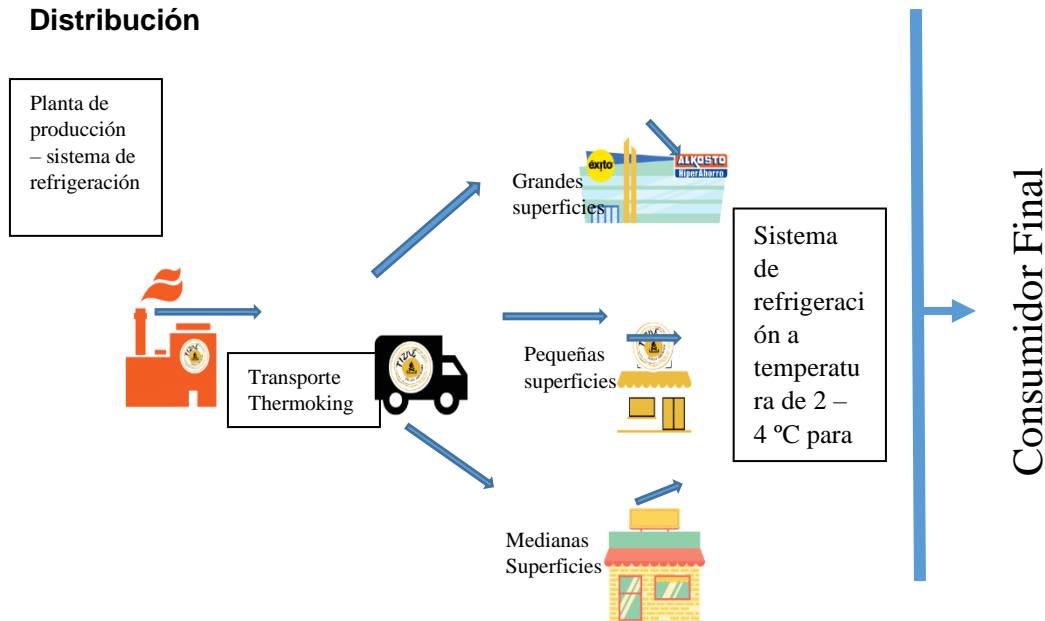 Distribución
Planta de
producción
– sistema de
refrigeración
éxito
ALKOSTO
HiperAhorro
Grandes
superficies
Sistema
de
refrigeraci
ón a
temperatu
ra de 2 –
4 ºC para
Pequeñas
superficies
Transporte
Thermoking
TIZNÉ
Medianas
Superficies
Consumidor Final